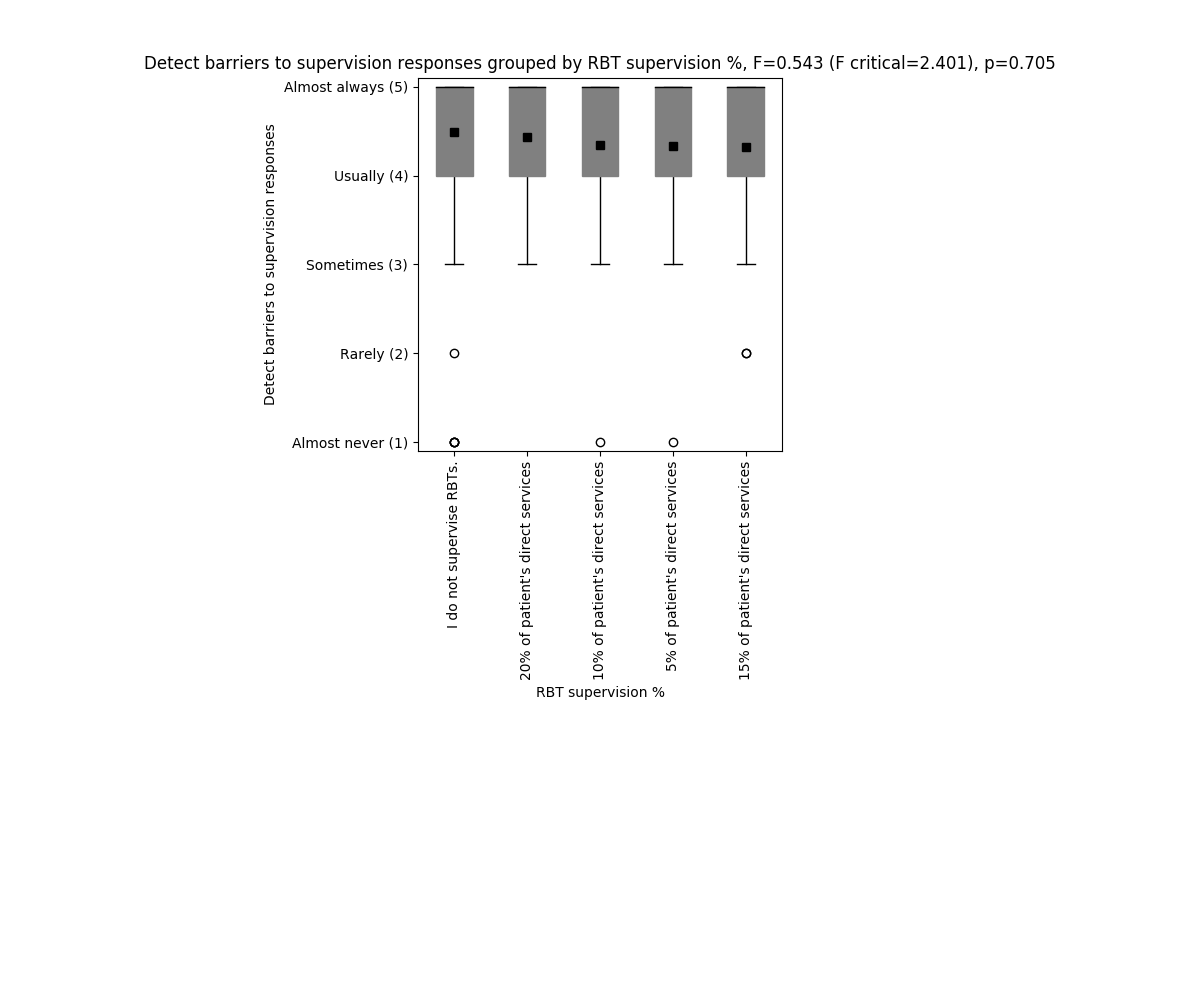 Detect barriers to supervision responses grouped by RBT supervision %, F=0.543 (F critical=2.401), p=0.705
Detect barriers to supervision responses
Almost always (5)
Usually (4)
Sometimes (3)
Rarely (2)
Almost never (1)
I do not supervise RBTs.
20% of patient's direct services
10% of patient's direct services
5% of patient's direct services
15% of patient's direct services
RBT supervision %